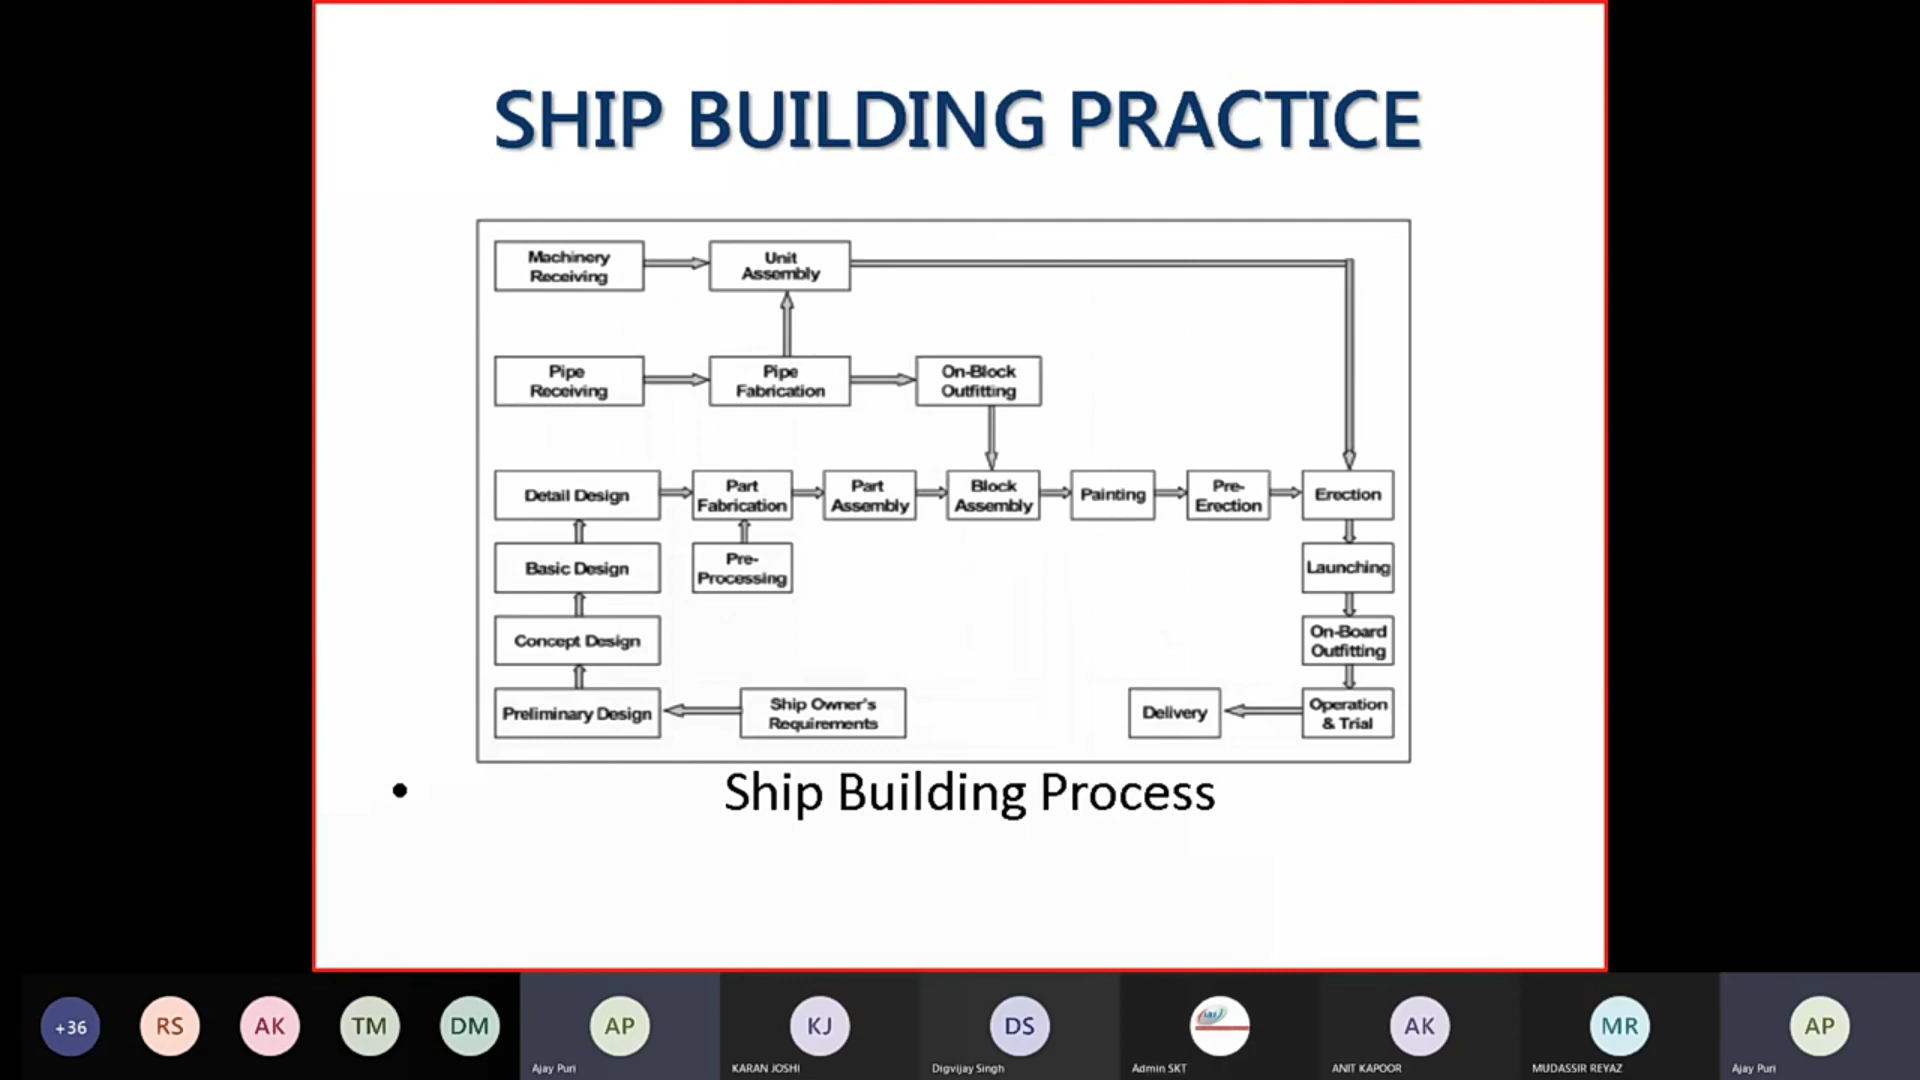 SHIP BUILDING PRACTICE
Machinery
Receiving
Unit
Assembly
Pipe
Receiving
Pipe
Fabrication
On-Block
Outfitting
Detail Design
Part
Fabrication
Part
Assembly
Block
Assembly
Painting
Pre-
Erection
Erection
Basic Design
Pre-
Processing
Launching
Concept Design
On-Board
Outfitting
Preliminary Design
Ship Owner's
Requirements
Delivery
Operation
& Trial
• Ship Building Process
+36
RS
AK
TM
DM
AP
KJ
DS
AK
MR
AP
Ajay Puri
KARAN JOSHI
Digvijay Singh
Admin SKT
ANIT KAPOOR
MUDASSIR REYAZ
Ajay Puri